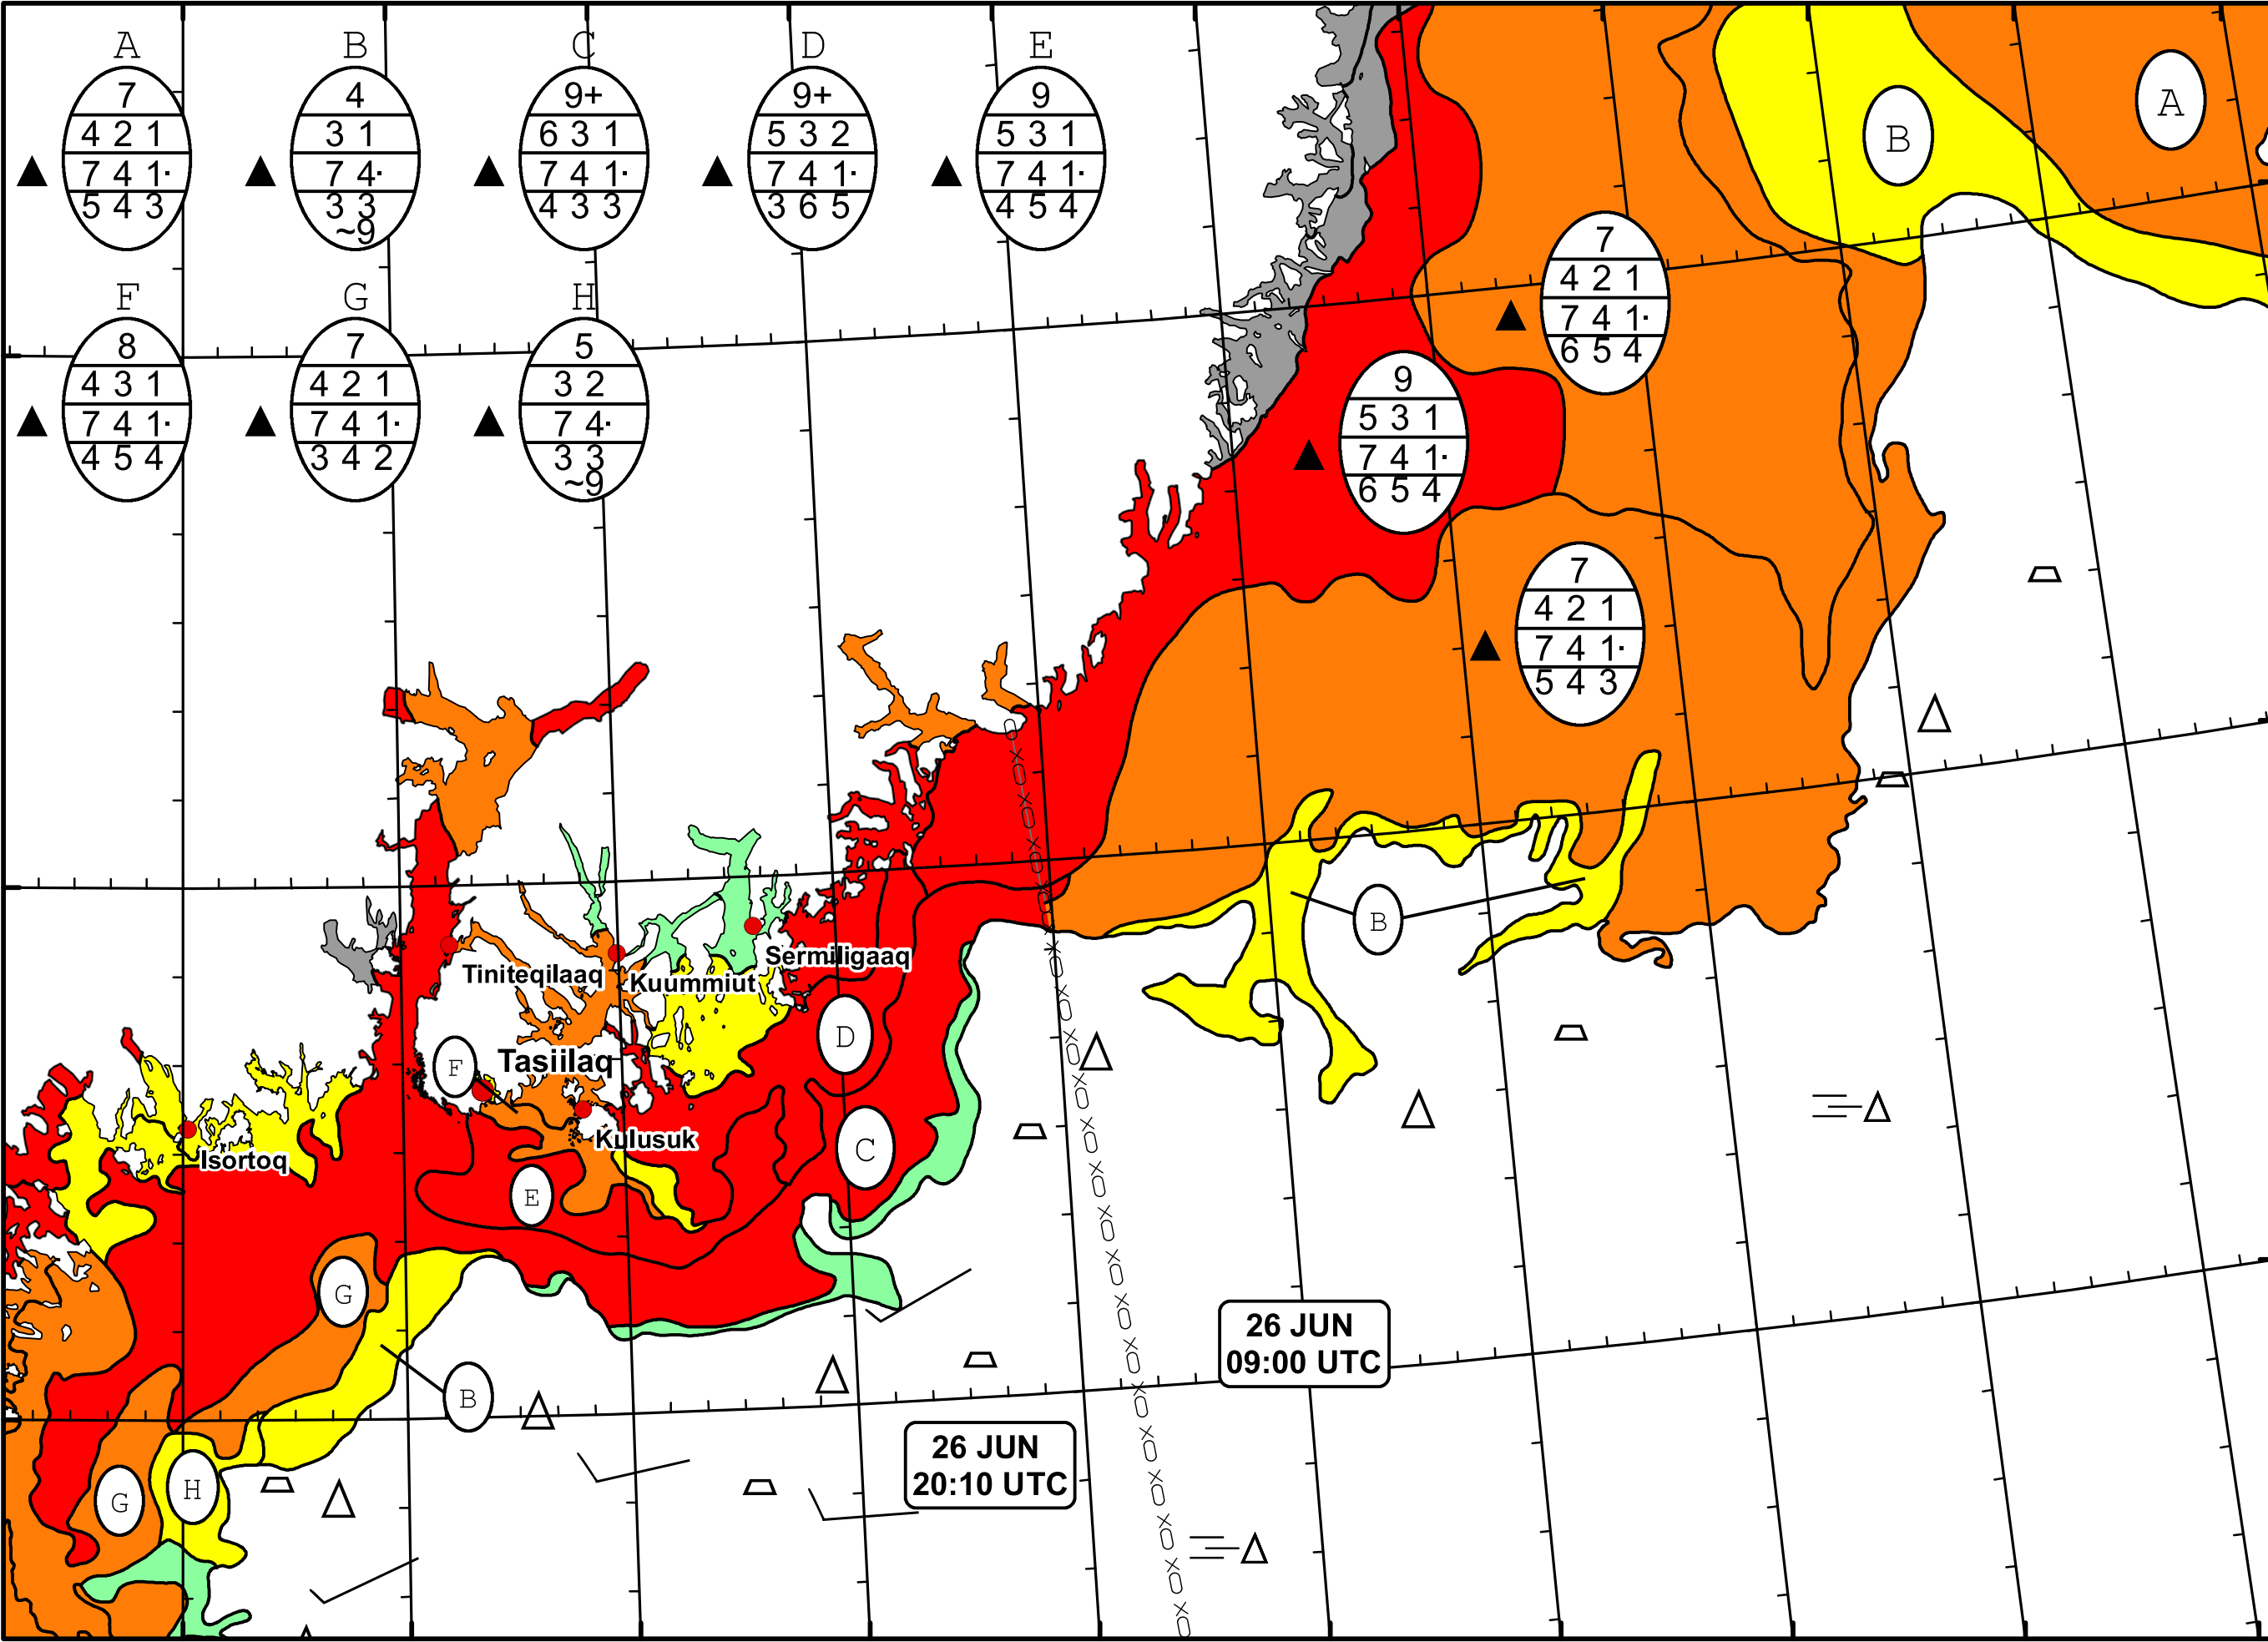 A B C D E
7
4 2 1
7 4 1·
5 4 3
4
3 1
7 4·
3 3
~9
9+
6 3 1
7 4 1·
4 3 3
9+
5 3 2
7 4 1·
3 6 5
9
5 3 1
7 4 1·
4 5 4
A
B
F G H
8
4 3 1
7 4 1·
4 5 4
7
4 2 1
7 4 1·
3 4 2
5
3 2
7 4·
3 3
~9
7
4 2 1
7 4 1·
6 5 4
9
5 3 1
7 4 1·
6 5 4
7
4 2 1
7 4 1·
5 4 3
B
Sermiligaaq
Tiniteqilaaq
Kuummiut
D
Tasiilaq
F
Kulusuk
C
Isortoq
E
G
26 JUN
09:00 UTC
B
26 JUN
20:10 UTC
G
H